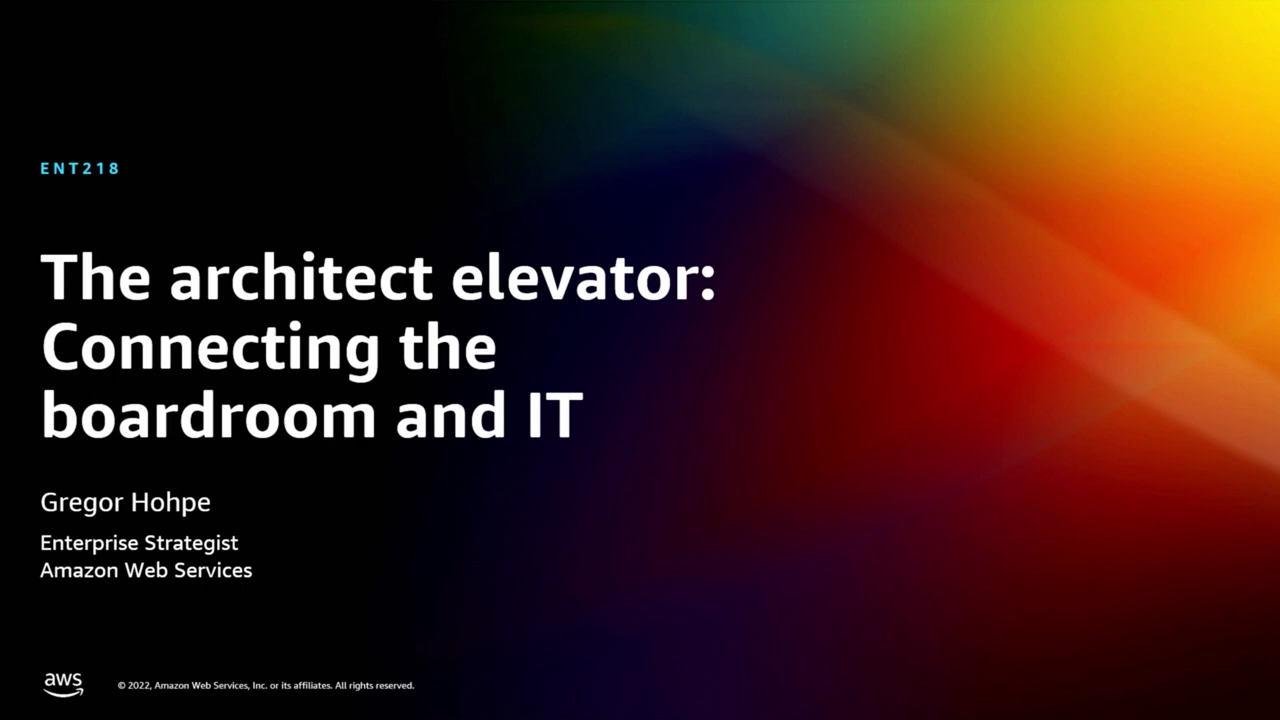 ENT218
The architect elevator:
Connecting the
boardroom and IT
Gregor Hohpe
Enterprise Strategist
Amazon Web Services
aws
© 2022, Amazon Web Services, Inc. or its affiliates. All rights reserved.